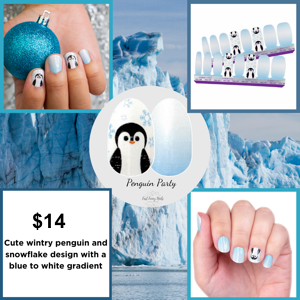 Penguin Party
$14
Cute wintry penguin and
snowflake design with a
blue to white gradient